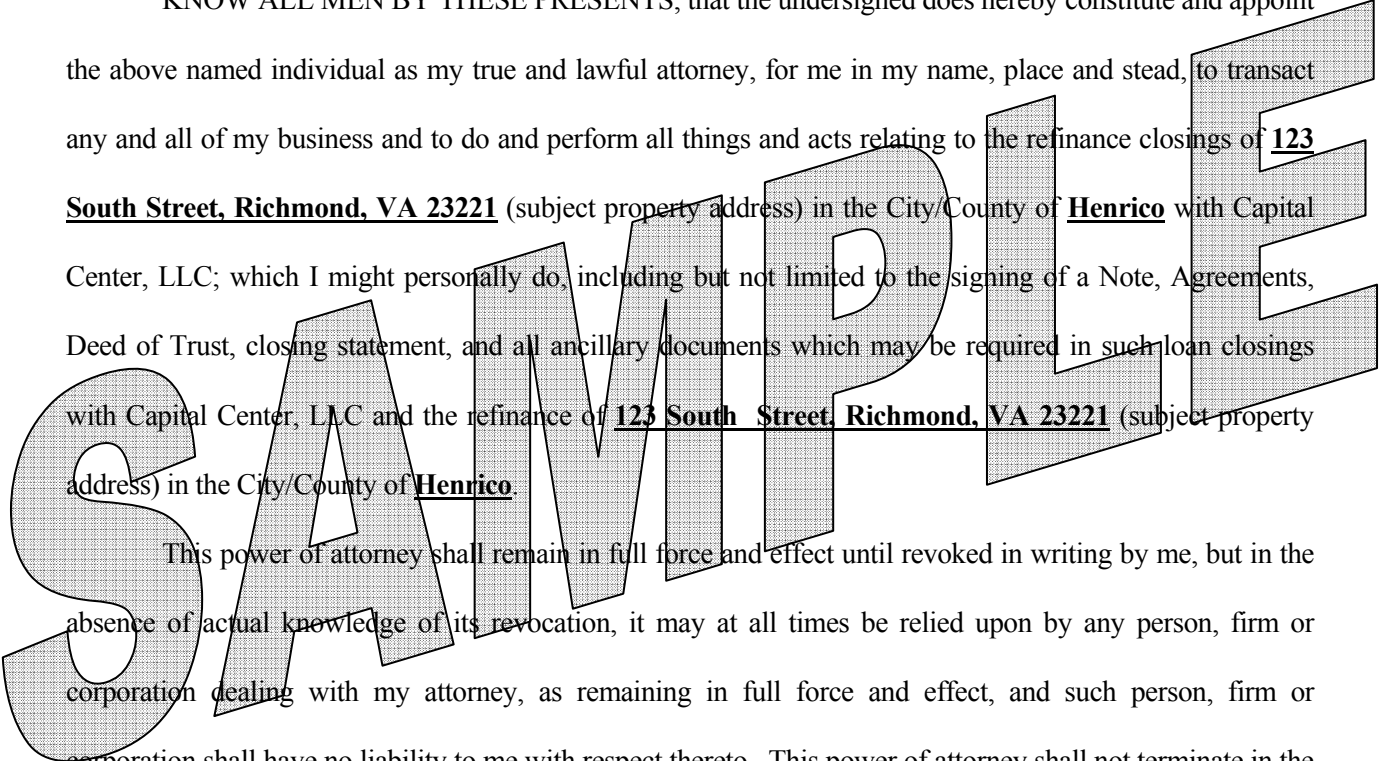 KNOW ALL MEN BY THESE PRESENTS, that the undersigned does hereby constitute and appoint
the above named individual as my true and lawful attorney, for me in my name, place and stead, to transact
any and all of my business and to do and perform all things and acts relating to the refinance closings of 123
South Street, Richmond, VA 23221 (subject property address) in the City/County of Henrico with Capital
Center, LLC; which I might personally do, including but not limited to the signing of a Note, Agreements,
Deed of Trust, closing statement, and all ancillary documents which may be required in such loan closings
with Capital Center, LLC and the refinance of 123 South Street, Richmond, VA 23221 (subject property
address) in the City/County of Henrico.
This power of attorney shall remain in full force and effect until revoked in writing by me, but in the
absence of actual knowledge of its revocation, it may at all times be relied upon by any person, firm or
corporation dealing with my attorney, as remaining in full force and effect, and such person, firm or
corporation shall have no liability to me with respect thereto. This power of attorney shall not terminate in the
SAMPLE